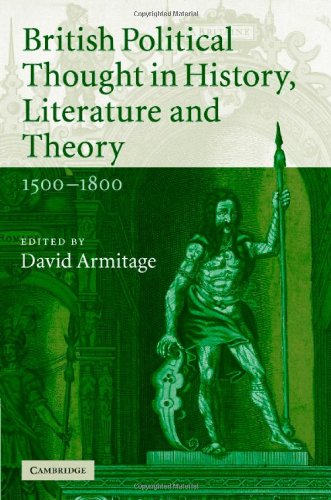 British Political
Thought in History,
Literature and
Theory
1500–1800
EDITED BY
David Armitage
CAMBRIDGE